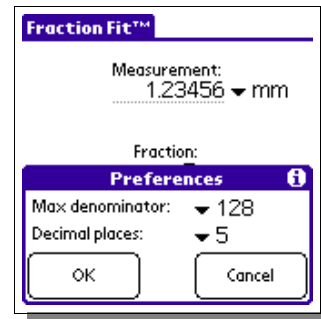 Fraction Fit™
Measurement:
1.23456 mm
Fraction:
Preferences i
Max denominator: 128
Decimal places: 5
OK Cancel